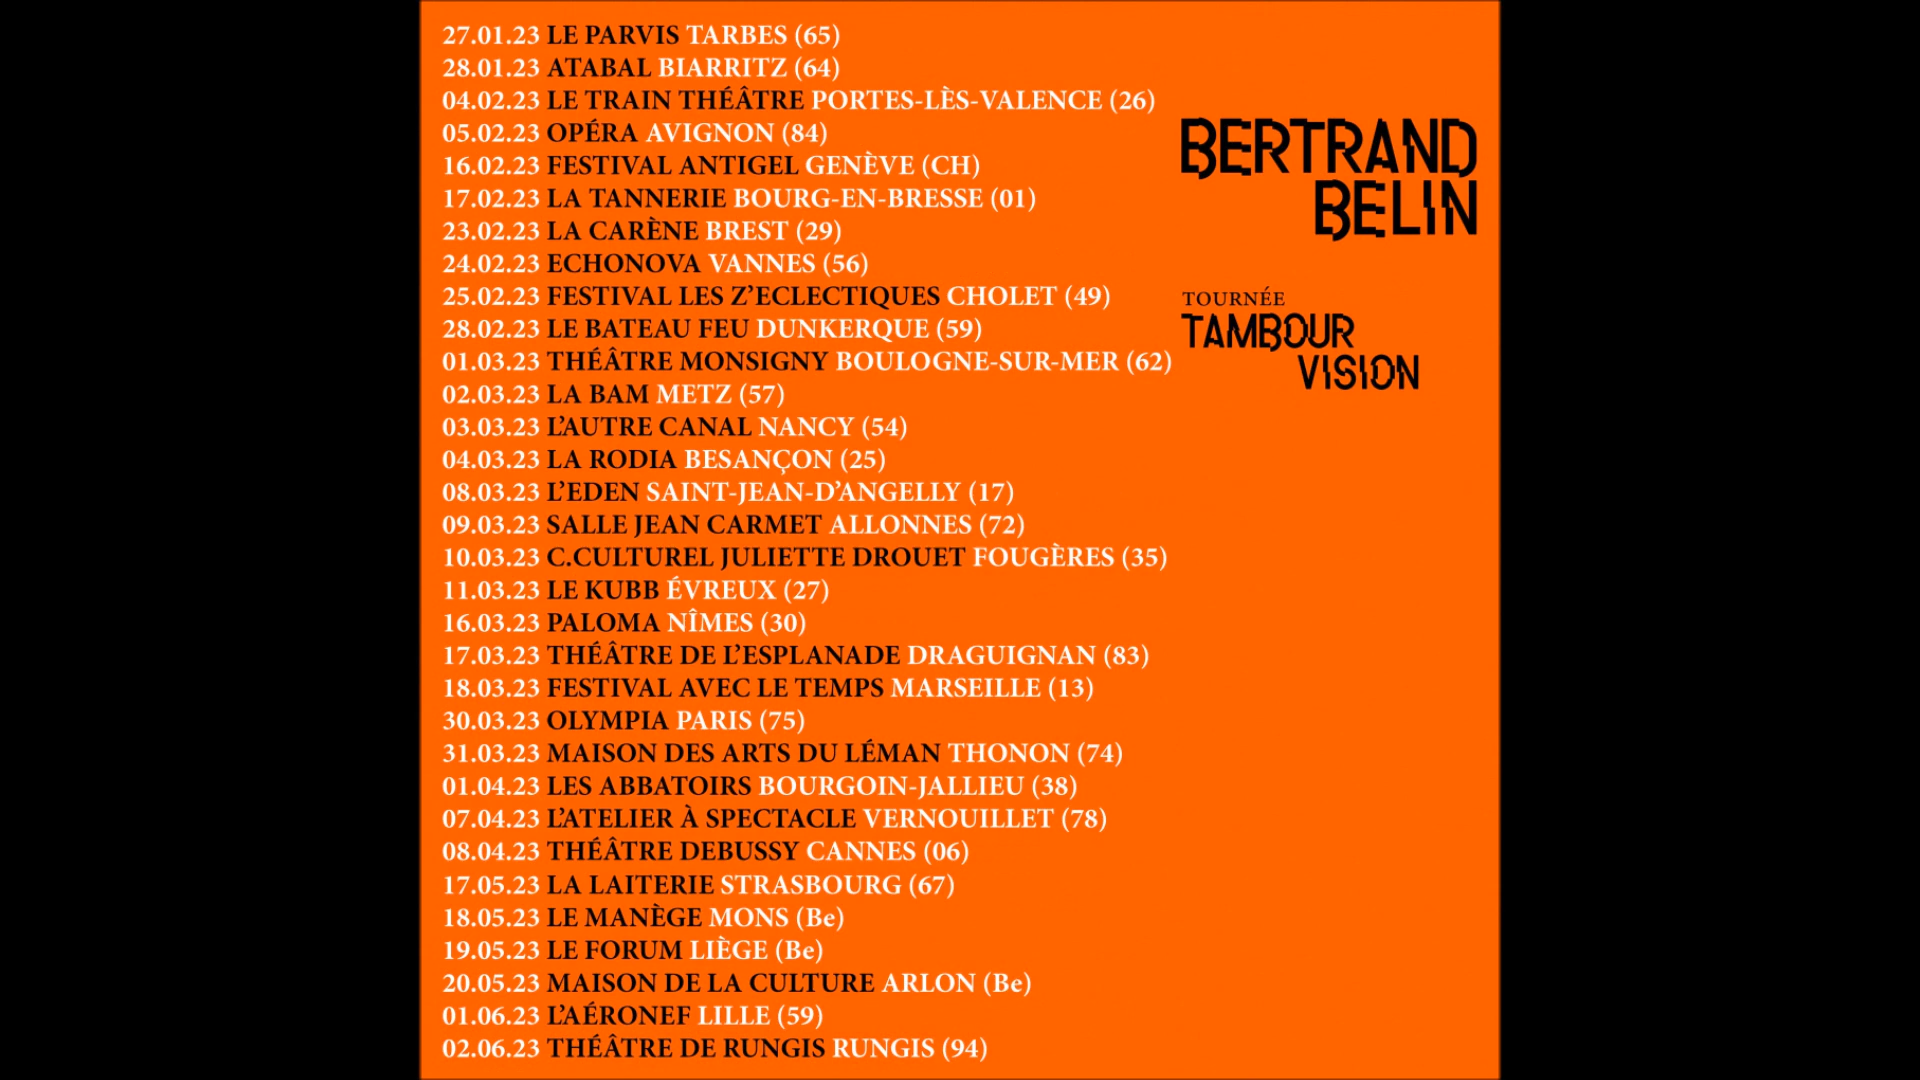 27.01.23 LE PARVIS TARBES (65)
28.01.23 ATABAL BIARRITZ (64)
04.02.23 LE TRAIN THÉÂTRE PORTES-LÈS-VALENCE (26)
05.02.23 OPÉRA AVIGNON (84)
16.02.23 FESTIVAL ANTIGEL GENÈVE (CH)
17.02.23 LA TANNERIE BOURG-EN-BRESSE (01)
23.02.23 LA CARÈNE BREST (29)
24.02.23 ECHONOVA VANNES (56)
25.02.23 FESTIVAL LES Z’ECLECTIQUES CHOLET (49)
28.02.23 LE BATEAU FEU DUNKERQUE (59)
01.03.23 THÉÂTRE MONSIGNY BOULOGNE-SUR-MER (62)
02.03.23 LA BAM METZ (57)
03.03.23 L’AUTRE CANAL NANCY (54)
04.03.23 LA RODIA BESANÇON (25)
08.03.23 L’EDEN SAINT-JEAN-D’ANGELLY (17)
09.03.23 SALLE JEAN CARMET ALLONNES (72)
10.03.23 C.CULTUREL JULIETTE DROUET FOUGÈRES (35)
11.03.23 LE KUBB ÉVREUX (27)
16.03.23 PALOMA NÎMES (30)
17.03.23 THÉÂTRE DE L’ESPLANADE DRAGUIGNAN (83)
18.03.23 FESTIVAL AVEC LE TEMPS MARSEILLE (13)
30.03.23 OLYMPIA PARIS (75)
31.03.23 MAISON DES ARTS DU LÉMAN THONON (74)
01.04.23 LES ABBATOIRS BOURGOIN-JALLIEU (38)
07.04.23 L’ATELIER À SPECTACLE VERNOUILLET (78)
08.04.23 THÉÂTRE DEBUSSY CANNES (06)
17.05.23 LA LAITERIE STRASBOURG (67)
18.05.23 LE MANÈGE MONS (Be)
19.05.23 LE FORUM LIÈGE (Be)
20.05.23 MAISON DE LA CULTURE ARLON (Be)
01.06.23 L’AÉRONEF LILLE (59)
02.06.23 THÉÂTRE DE RUNGIS RUNGIS (94)
BERTRAND
BELIN
TOURNÉE
TAMBOUR
VISION